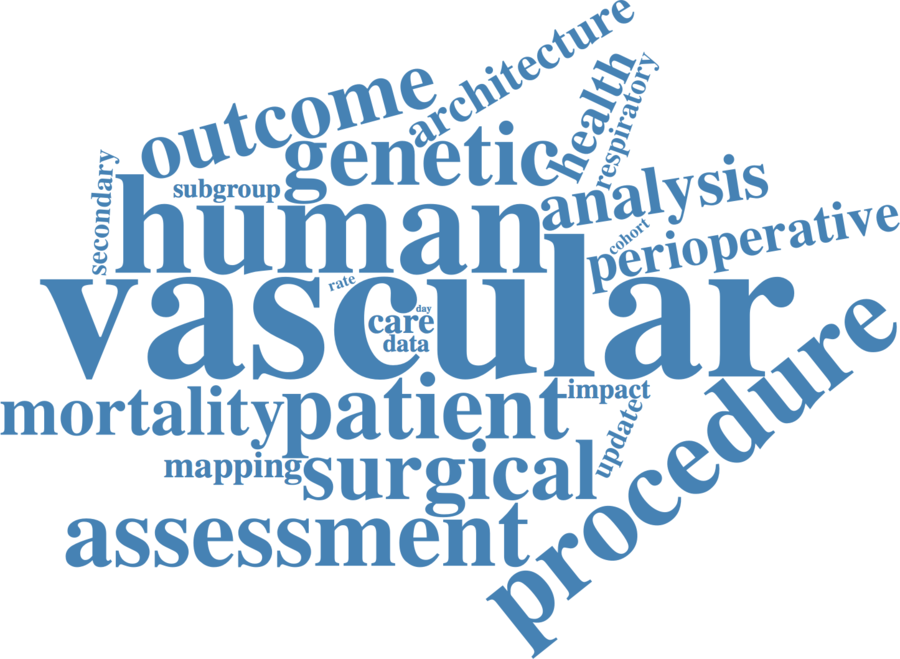 architecture
outcome
health
respiratory
genetic
secondary
subgroup
analysis
human
cohort
perioperative
vascular
rate
day
care
data
procedure
mortality
patient
impact
update
mapping
surgical
assessment